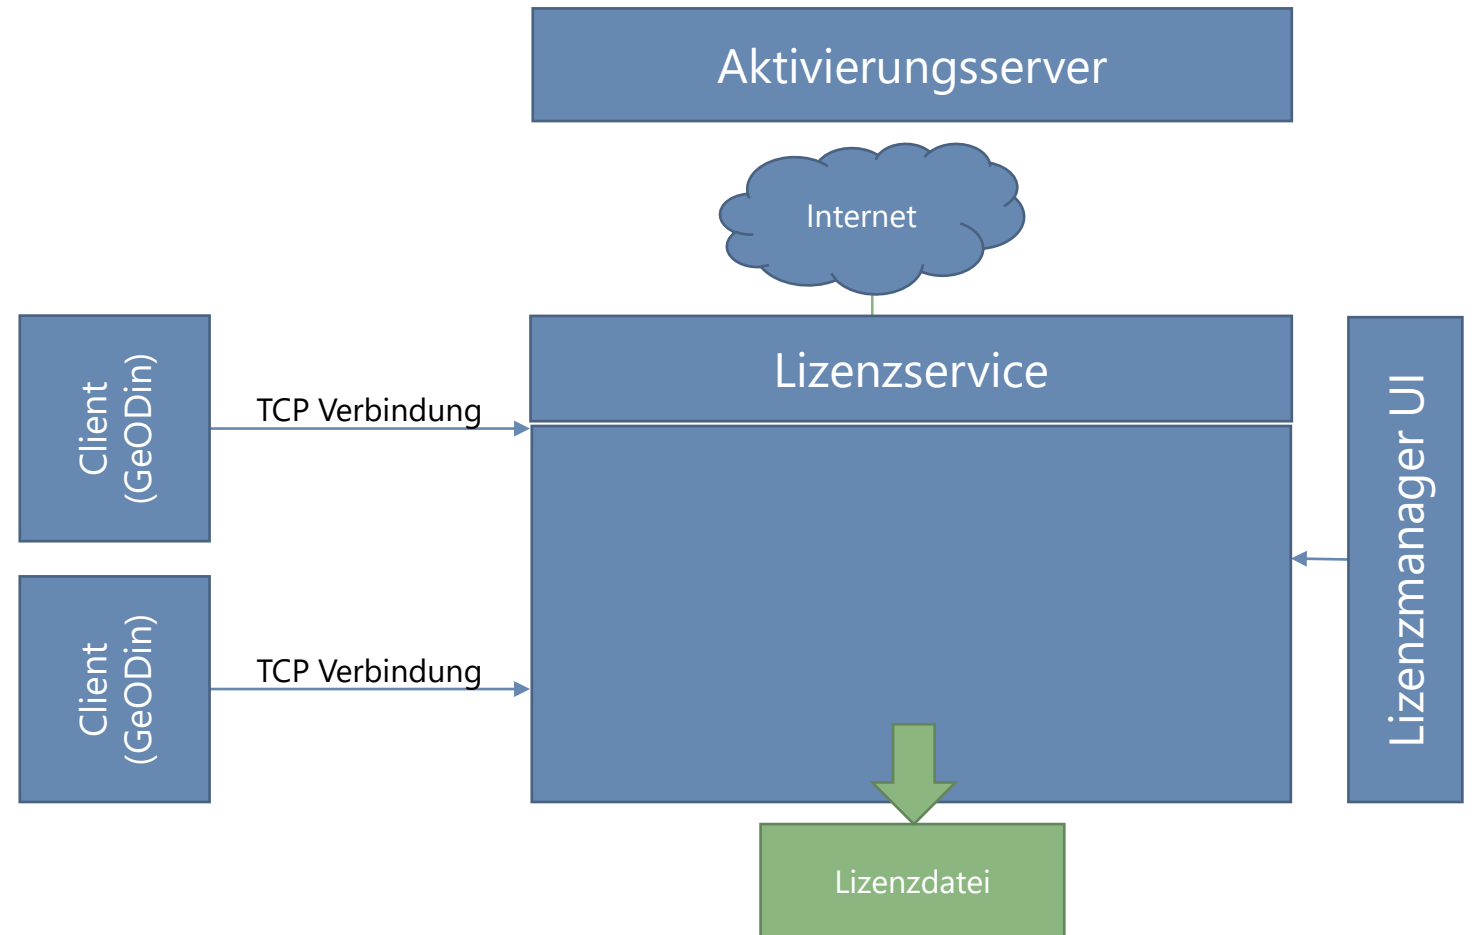 Aktivierungsserver
Internet
Client
(GeODin)
TCP Verbindung
Lizenzservice
Lizenzmanager UI
Client
(GeODin)
TCP Verbindung
Lizenzdatei